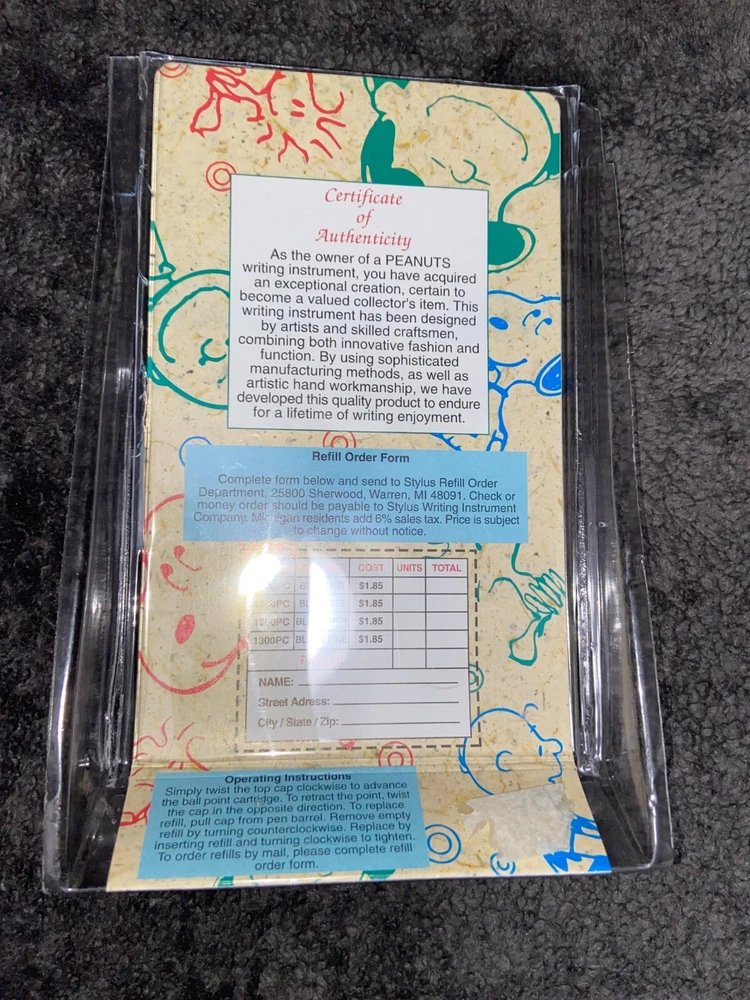 Certificate
of
Authenticity
As the owner of a PEANUTS
writing instrument, you have acquired
an exceptional creation, certain to
become a valued collector's item. This
writing instrument has been designed
by artists and skilled craftsmen,
combining both innovative fashion and
function. By using sophisticated
manufacturing methods, as well as
artistic hand workmanship, we have
developed this quality product to endure
for a lifetime of writing enjoyment.
Refill Order Form
Complete form below and send to Stylus Refill Order
Department, 25800 Sherwood, Warren, MI 48091. Check or
money order should be payable to Stylus Writing Instrument
Company. Michigan residents add 6% sales tax. Price is subject
to change without notice.
COST UNITS TOTAL
$1.85
$1.85
$1.85
1300PC $1.85
NAME:
Street Adress:
City / State / Zip:
Operating Instructions
Simply twist the top cap clockwise to advance
the ball point cartridge. To retract the point, twist
the cap in the opposite direction. To replace
refill, pull cap from pen barrel. Remove empty
refill by turning counterclockwise. Replace by
inserting refill and turning clockwise to tighten.
To order refills by mail, please complete refill
order form.